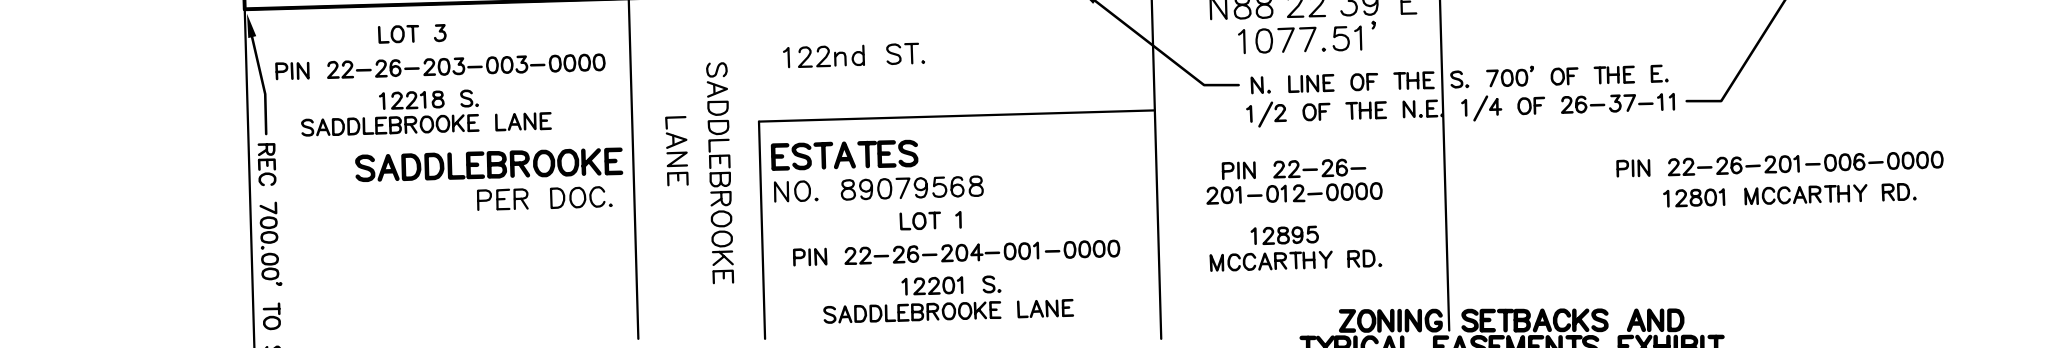 LOT 3
PIN 22-26-203-003-0000
12218 S.
SADDLEBROOKE LANE
SADDLEBROOKE
PER DOC.
REC 700.00' TO
SADDLEBROOKE
LANE
122nd ST.
ESTATES
NO. 89079568
LOT 1
PIN 22-26-204-001-0000
12201 S.
SADDLEBROOKE LANE
N88°22'39"E
1077.51'
N. LINE OF THE S. 700' OF THE E.
1/2 OF THE N.E. 1/4 OF 26-37-11
PIN 22-26-
201-012-0000
12895
MCCARTHY RD.
PIN 22-26-201-006-0000
12801 MCCARTHY RD.
ZONING SETBACKS AND
TYPICAL EASEMENTS EXHIBIT